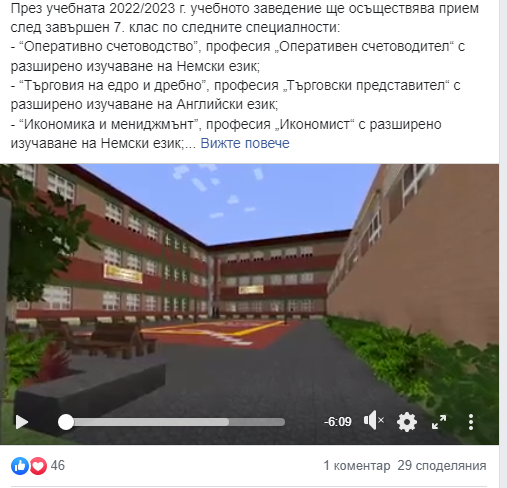 През учебната 2022/2023 г. учебното заведение ще осъществява прием
след завършен 7. клас по следните специалности:
- “Оперативно счетоводство”, професия „Оперативен счетоводител“ с
разширено изучаване на Немски език;
- “Търговия на едро и дребно”, професия „Търговски представител“ с
разширено изучаване на Английски език;
- “Икономика и мениджмънт”, професия „Икономист“ с разширено
изучаване на Немски език;... Вижте повече
-6:09
46
1 коментар 29 споделяния